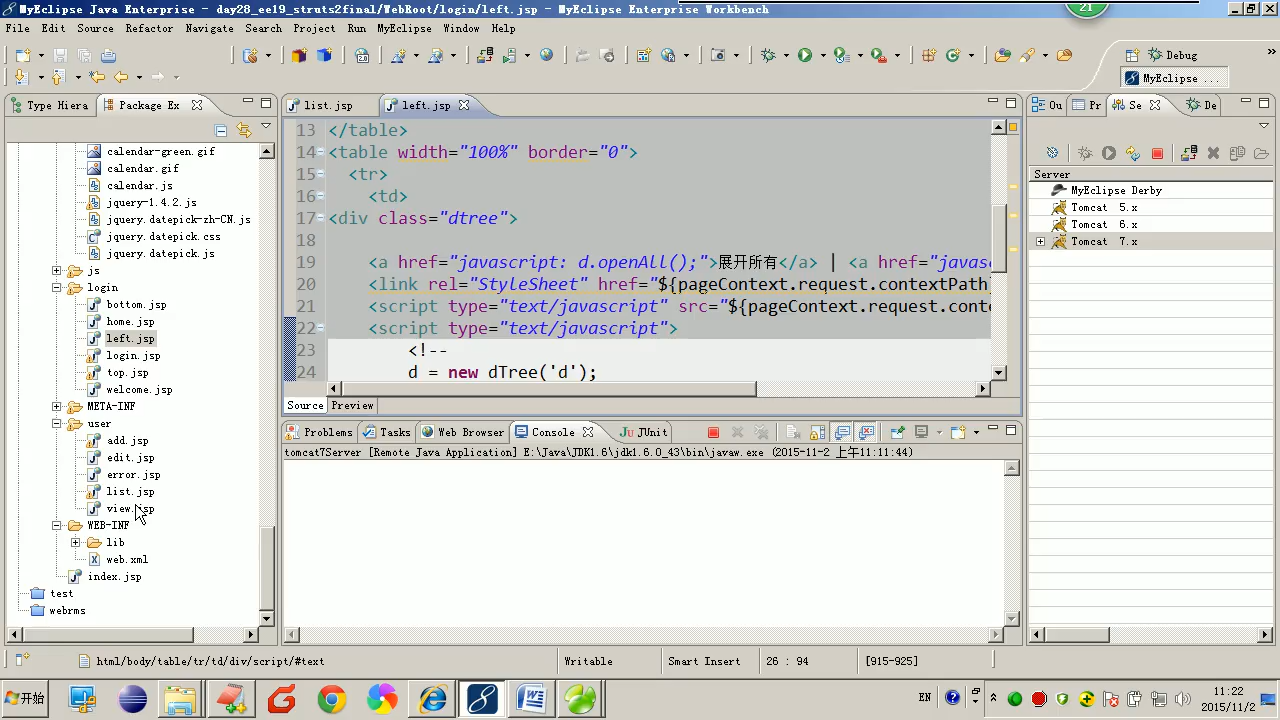 MyEclipse Java Enterprise - day28_ee19_struts2final/WebRoot/login/left.jsp - MyEclipse Enterprise Workbench
21
File Edit Source Refactor Navigate Search Project Run MyEclipse Window Help
Debug
MyEclipse ...
Type Hiera
Package Ex
list.jsp
left.jsp
Ou
Pr
Se
De
calendar-green.gif
calendar.gif
calendar.js
jquery-1.4.2.js
jquery.datepick-zh-CN.js
jquery.datepick.css
jquery.datepick.js
js
login
bottom.jsp
home.jsp
left.jsp
login.jsp
top.jsp
welcome.jsp
META-INF
user
add.jsp
edit.jsp
error.jsp
list.jsp
view.jsp
WEB-INF
lib
web.xml
index.jsp
test
webrms
13 </table>
14 <table width="100%" border="0">
15 <tr>
16 <td>
17 <div class="dtree">
18
19 <a href="javascript: d.openAll();">展开所有</a> | <a href="javas
20 <link rel="StyleSheet" href="${pageContext.request.contextPath
21 <script type="text/javascript" src="${pageContext.request.conte
22 <script type="text/javascript">
23 <!--
24 d = new dTree('d');
Source Preview
Problems Tasks Web Browser Console JUnit
tomcat7Server [Remote Java Application] E:\Java\JDK1.6\jdk1.6.0_43\bin\javaw.exe (2015-11-2 上午11:11:44)
Server
MyEclipse Derby
Tomcat 5.x
Tomcat 6.x
Tomcat 7.x
html/body/table/tr/td/div/script/#text
Writable
Smart Insert
26 : 94
[915-925]
开始
EN
11:22
2015/11/2